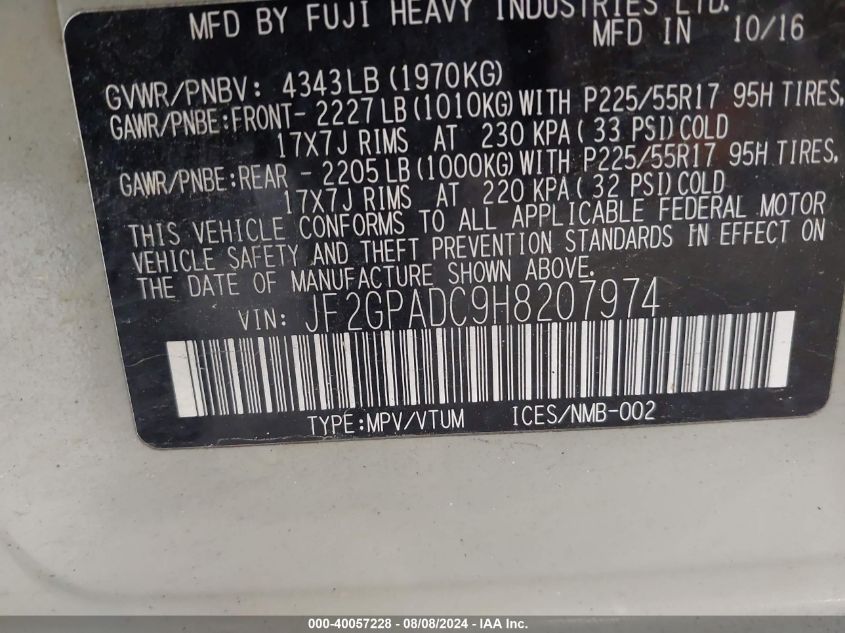 MFD BY FUJI HEAVY INDUSTRIES LTD.
MFD IN 10/16
GVWR/PNBV: 4343LB(1970KG)
GAWR/PNBE:FRONT- 2227LB(1010KG)WITH P225/55R17 95H TIRES,
17X7J RIMS AT 230 KPA(33 PSI)COLD
GAWR/PNBE:REAR - 2205LB(1000KG)WITH P225/55R17 95H TIRES,
17X7J RIMS AT 220 KPA(32 PSI)COLD
THIS VEHICLE CONFORMS TO ALL APPLICABLE FEDERAL MOTOR
VEHICLE SAFETY AND THEFT PREVENTION STANDARDS IN EFFECT ON
THE DATE OF MANUFACTURE SHOWN ABOVE.
VIN: JF2GPADC9H8207974
TYPE:MPV/VTUM ICES/NMB-002
000-40057228 - 08/08/2024 - IAA Inc.